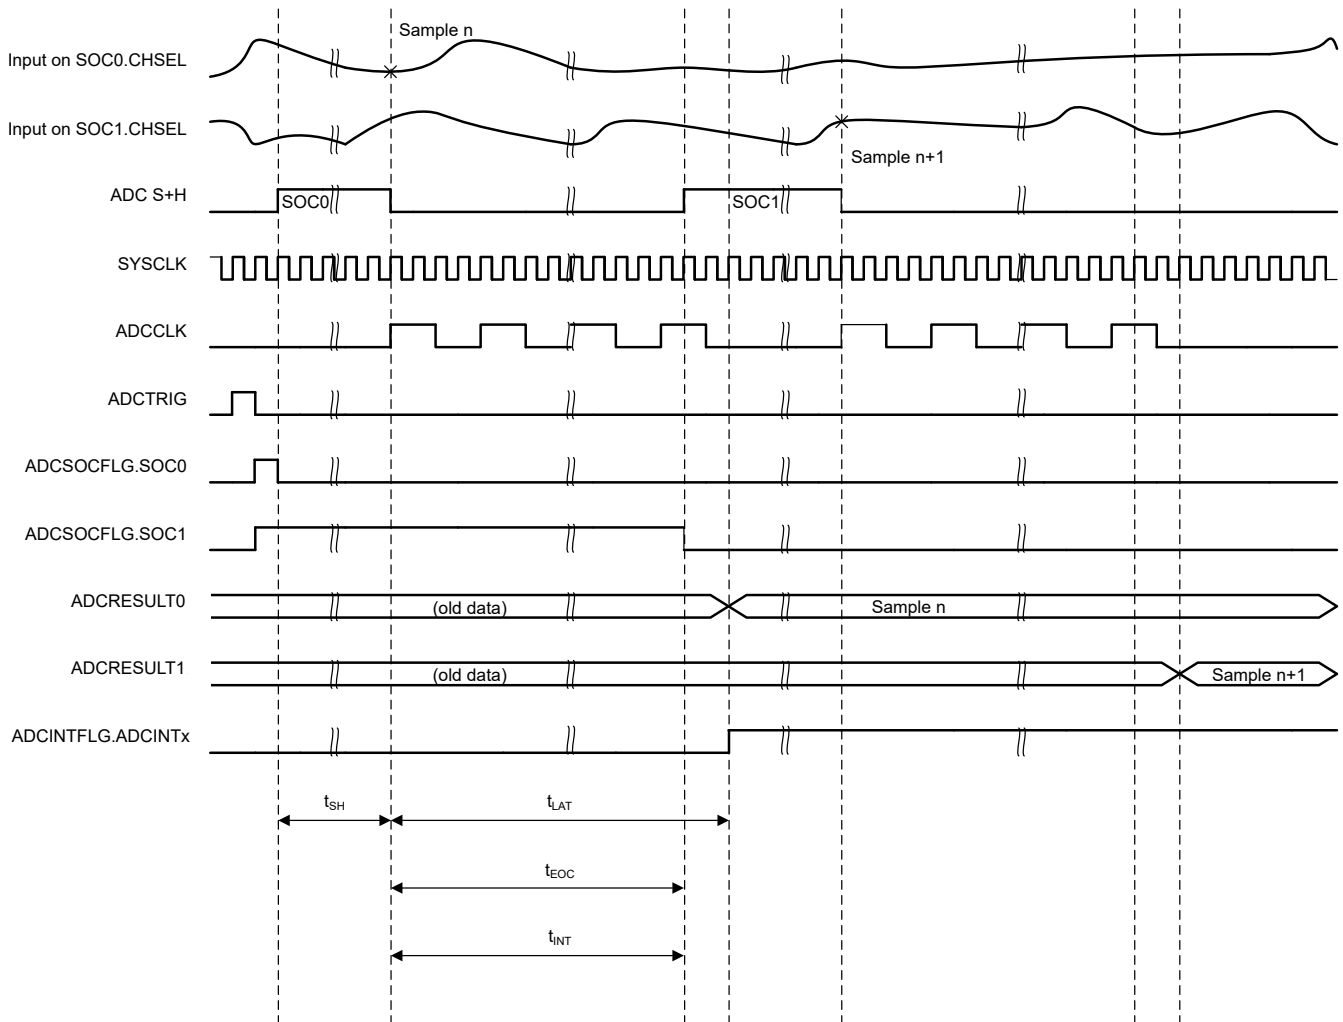 Sample n
Input on SOC0.CHSEL
Input on SOC1.CHSEL
Sample n+1
ADC S+H
SOC0
SOC1
SYSCLK
ADCCLK
ADCTRIG
ADCSOCFLG.SOC0
ADCSOCFLG.SOC1
ADCRESULT0
(old data)
Sample n
ADCRESULT1
(old data)
Sample n+1
ADCINTFLG.ADCINTx
tSH
tLAT
tEOC
tINT